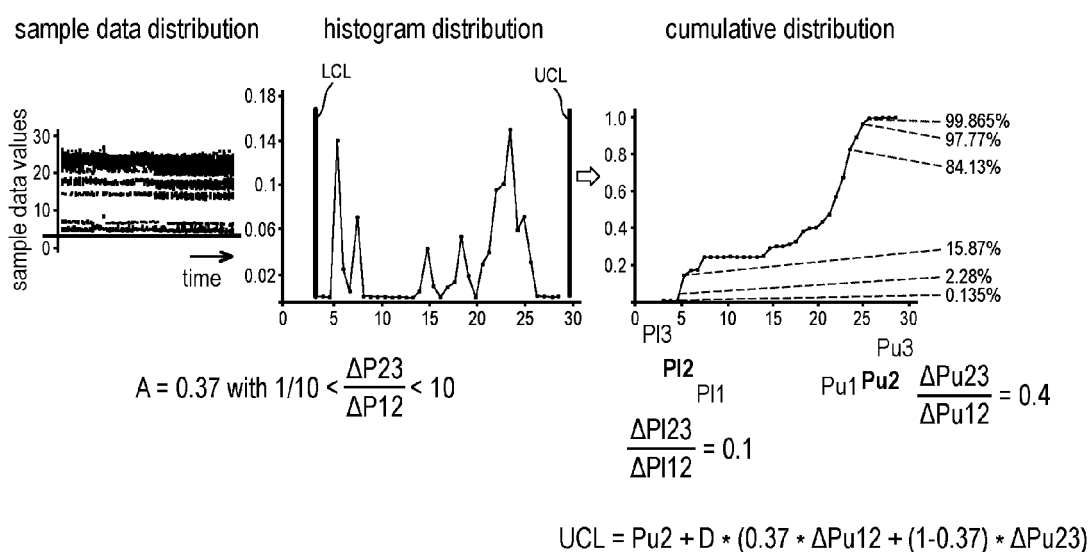 sample data distribution
histogram distribution
cumulative distribution
LCL
UCL
sample data values
30
20
10
0
time
0.18
0.14
0.1
0.06
0.02
0 5 10 15 20 25 30
1.0
0.8
0.6
0.4
0.2
0 5 10 15 20 25 30
99.865%
97.77%
84.13%
15.87%
2.28%
0.135%
Pl3
Pu3
Pl2
Pl1
Pu1 Pu2
A = 0.37 with 1/10 < ΔP23 / ΔP12 < 10
ΔPu23 / ΔPu12 = 0.4
ΔPl23 / ΔPl12 = 0.1
UCL = Pu2 + D * (0.37 * ΔPu12 + (1-0.37) * ΔPu23)